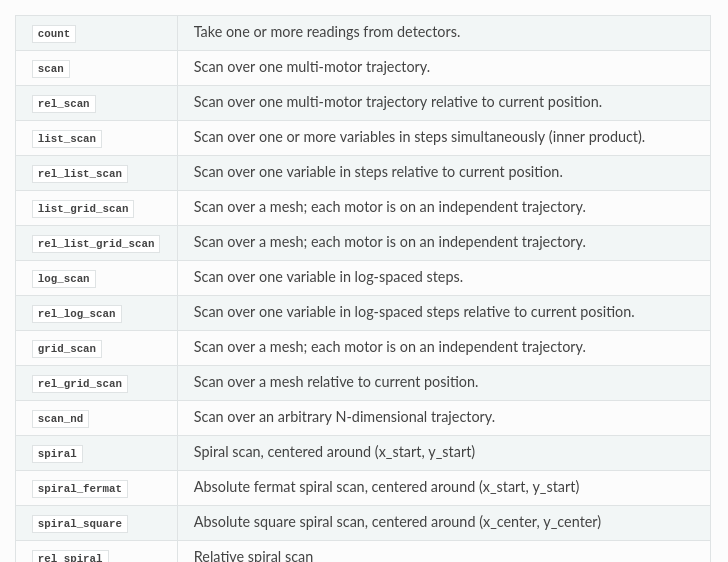 count Take one or more readings from detectors.
scan Scan over one multi-motor trajectory.
rel_scan Scan over one multi-motor trajectory relative to current position.
list_scan Scan over one or more variables in steps simultaneously (inner product).
rel_list_scan Scan over one variable in steps relative to current position.
list_grid_scan Scan over a mesh; each motor is on an independent trajectory.
rel_list_grid_scan Scan over a mesh; each motor is on an independent trajectory.
log_scan Scan over one variable in log-spaced steps.
rel_log_scan Scan over one variable in log-spaced steps relative to current position.
grid_scan Scan over a mesh; each motor is on an independent trajectory.
rel_grid_scan Scan over a mesh relative to current position.
scan_nd Scan over an arbitrary N-dimensional trajectory.
spiral Spiral scan, centered around (x_start, y_start)
spiral_fermat Absolute fermat spiral scan, centered around (x_start, y_start)
spiral_square Absolute square spiral scan, centered around (x_center, y_center)
rel_spiral Relative spiral scan